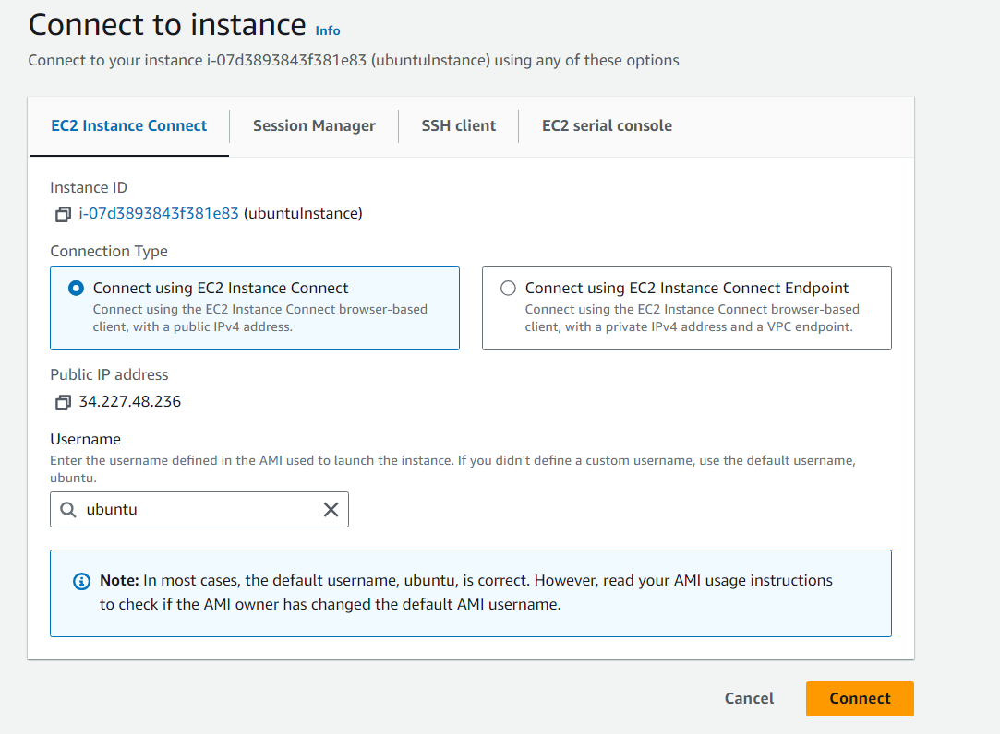 Connect to instance Info
Connect to your instance i-07d3893843f381e83 (ubuntuInstance) using any of these options
EC2 Instance Connect
Session Manager
SSH client
EC2 serial console
Instance ID
i-07d3893843f381e83 (ubuntuInstance)
Connection Type
Connect using EC2 Instance Connect
Connect using the EC2 Instance Connect browser-based
client, with a public IPv4 address.
Connect using EC2 Instance Connect Endpoint
Connect using the EC2 Instance Connect browser-based
client, with a private IPv4 address and a VPC endpoint.
Public IP address
34.227.48.236
Username
Enter the username defined in the AMI used to launch the instance. If you didn't define a custom username, use the default username,
ubuntu.
ubuntu
Note: In most cases, the default username, ubuntu, is correct. However, read your AMI usage instructions
to check if the AMI owner has changed the default AMI username.
Cancel
Connect